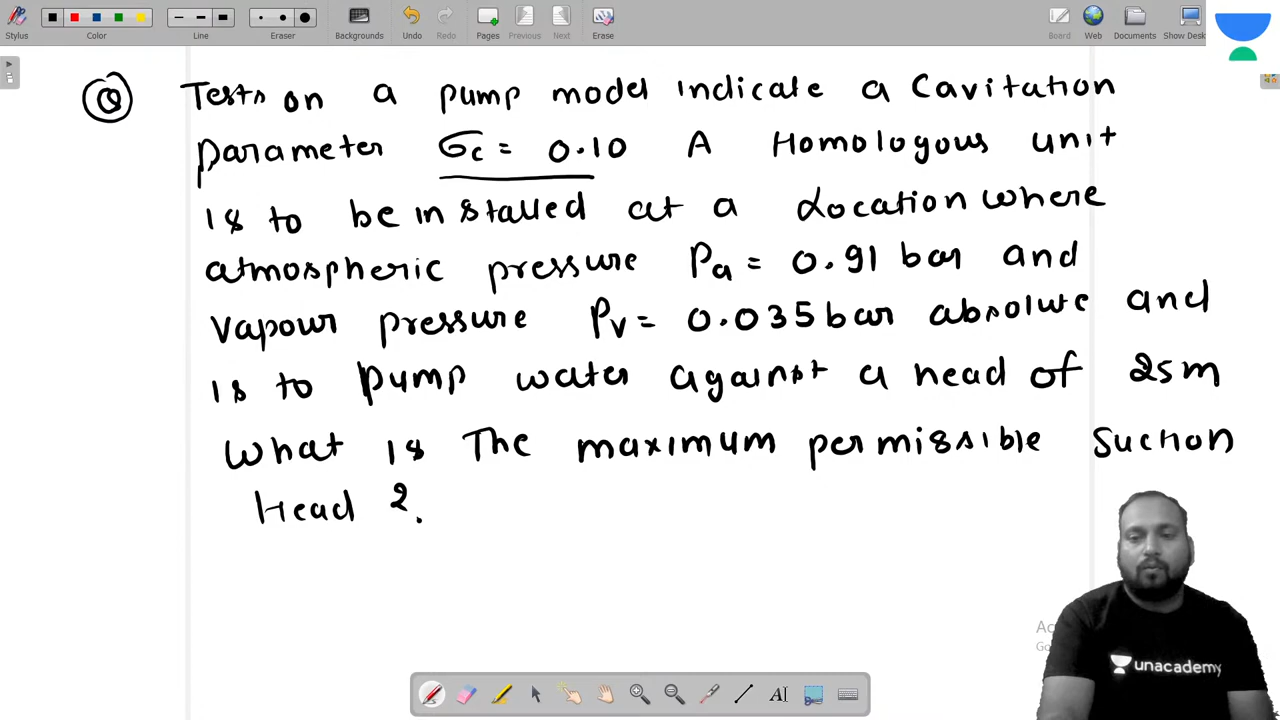 Stylus Color Line Eraser Backgrounds Undo Redo Pages Previous Next Erase Board Web Documents Show Desk
Q Tests on a pump model indicate a Cavitation
parameter σc = 0.10 A Homologous unit
is to be installed at a Location where
atmospheric pressure Pa = 0.91 bar and
Vapour pressure Pv = 0.035 bar absolute and
is to pump water against a head of 25m
What is The maximum permissible Suction
Head ?
unacademy